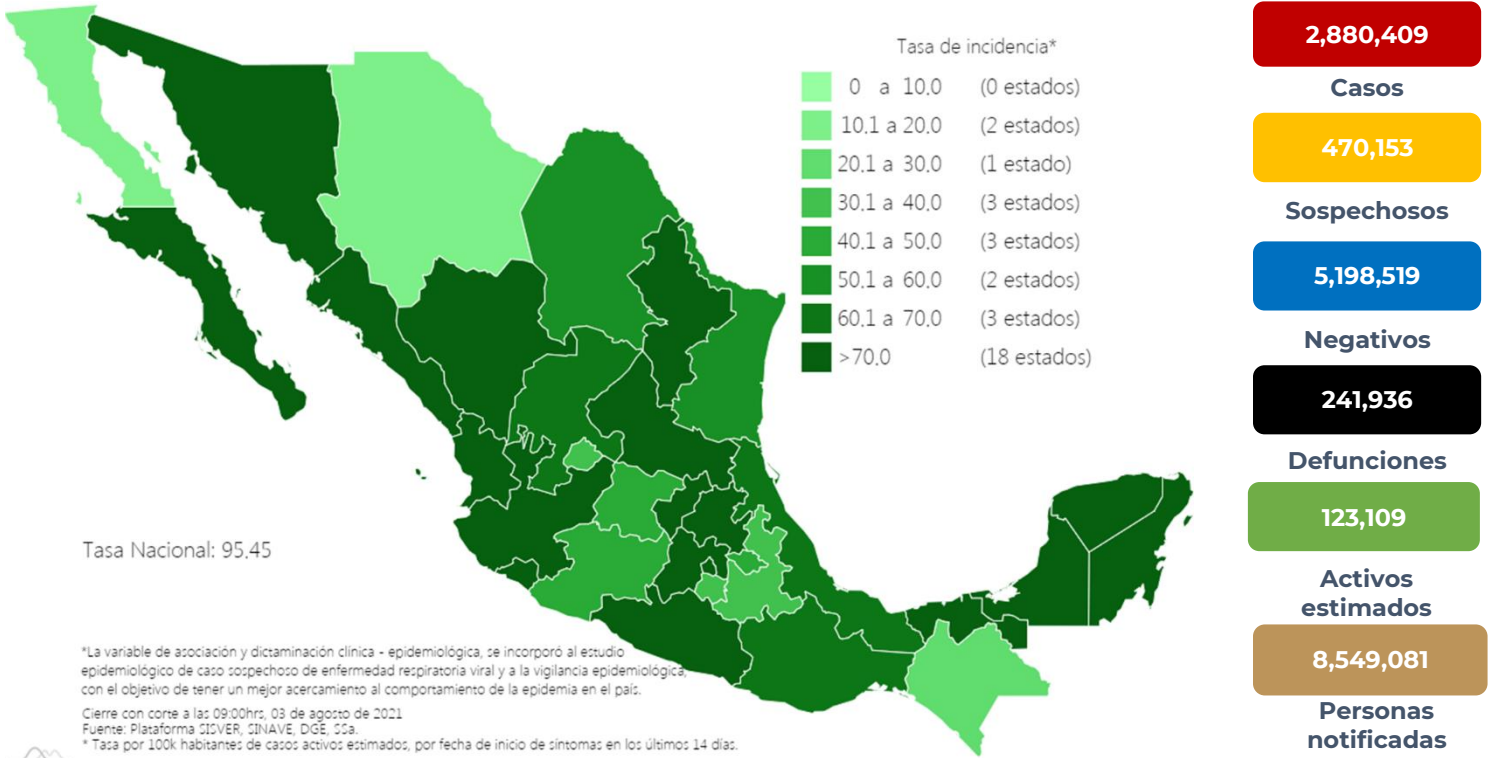 Tasa de incidencia*
0 a 10.0 (0 estados)
10.1 a 20.0 (2 estados)
20.1 a 30.0 (1 estado)
30.1 a 40.0 (3 estados)
40.1 a 50.0 (3 estados)
50.1 a 60.0 (2 estados)
60.1 a 70.0 (3 estados)
>70.0 (18 estados)
Tasa Nacional: 95.45
*La variable de asociación y dictaminación clínica - epidemiológica, se incorporó al estudio
epidemiológico de caso sospechoso de enfermedad respiratoria viral y a la vigilancia epidemiológica,
con el objetivo de tener un mejor acercamiento al comportamiento de la epidemia en el país.
Cierre con corte a las 09:00hrs, 03 de agosto de 2021
Fuente: Plataforma SISVER, SINAVE, DGE, SSa.
* Tasa por 100k habitantes de casos activos estimados, por fecha de inicio de síntomas en los últimos 14 días.
2,880,409
Casos
470,153
Sospechosos
5,198,519
Negativos
241,936
Defunciones
123,109
Activos
estimados
8,549,081
Personas
notificadas